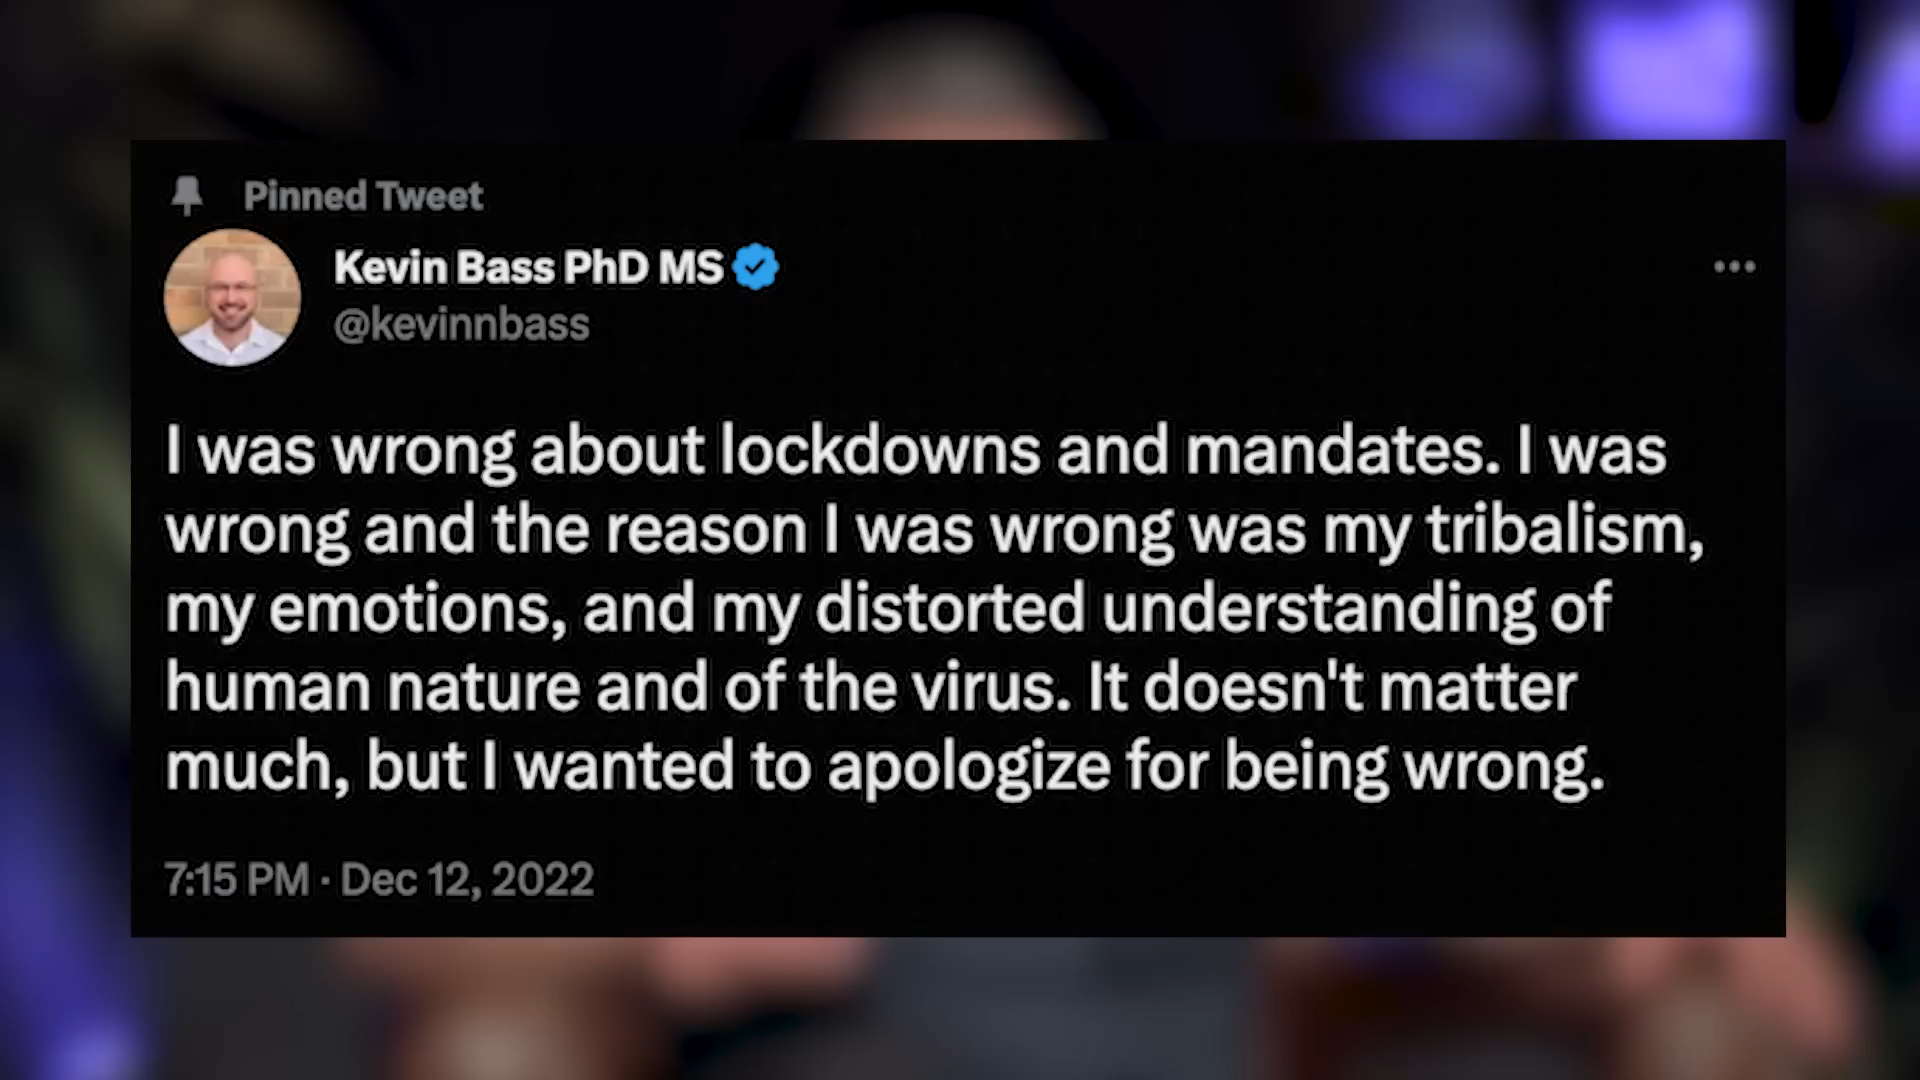 Pinned Tweet
Kevin Bass PhD MS
@kevinnbass
I was wrong about lockdowns and mandates. I was
wrong and the reason I was wrong was my tribalism,
my emotions, and my distorted understanding of
human nature and of the virus. It doesn't matter
much, but I wanted to apologize for being wrong.
7:15 PM · Dec 12, 2022